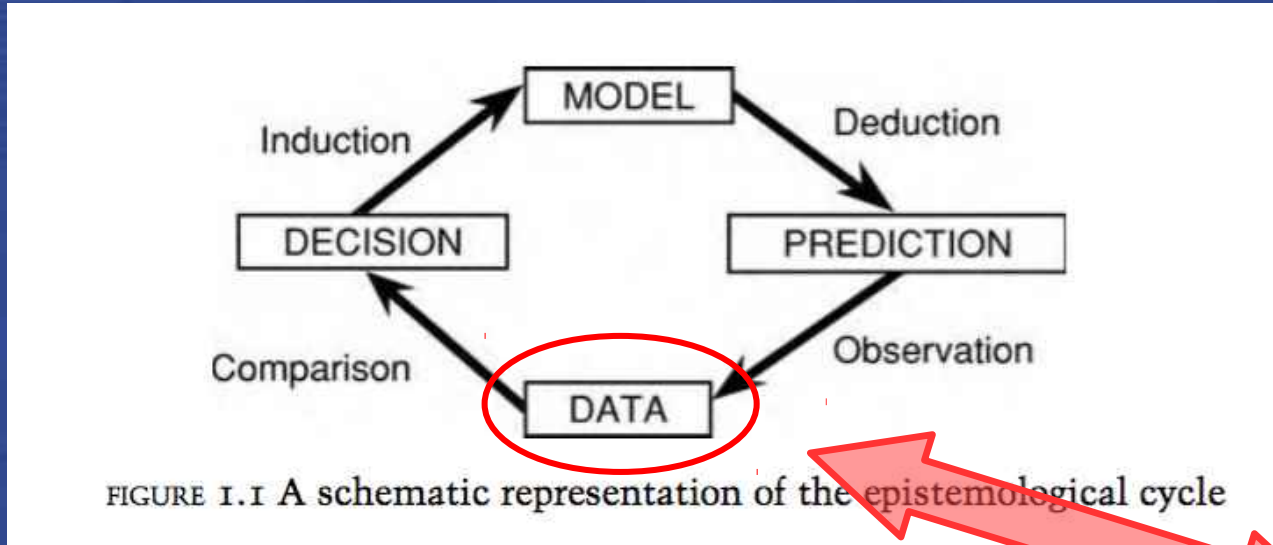 MODEL
Induction
Deduction
DECISION
PREDICTION
Comparison
Observation
DATA
FIGURE 1.1 A schematic representation of the epistemological cycle